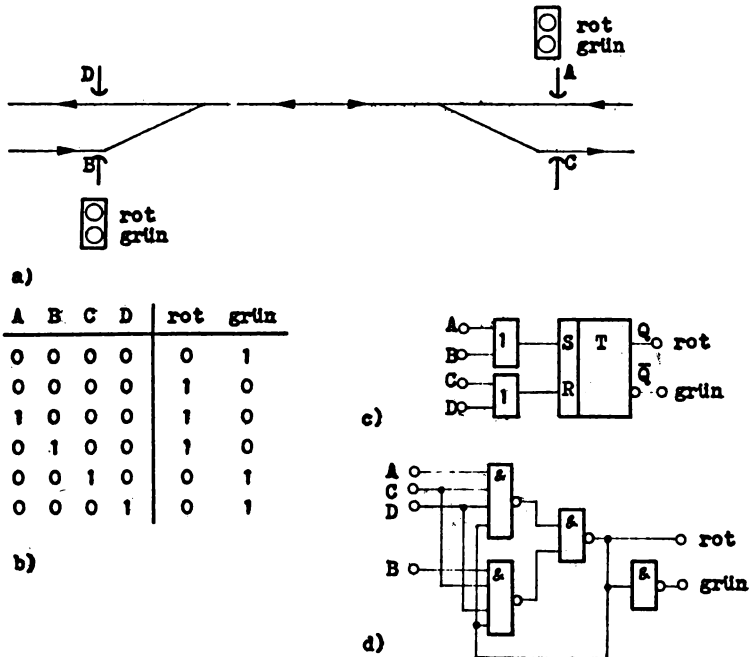 rot
grün
D
A
B
C
rot
grün
a)
A B C D rot grün
0 0 0 0 0 1
0 0 0 0 1 0
1 0 0 0 1 0
0 1 0 0 1 0
0 0 1 0 0 1
0 0 0 1 0 1
b)
A
B
C
D
1
1
S T
R
Q rot
Q̅ grün
c)
A
C
D
B
&
&
&
&
rot
grün
d)